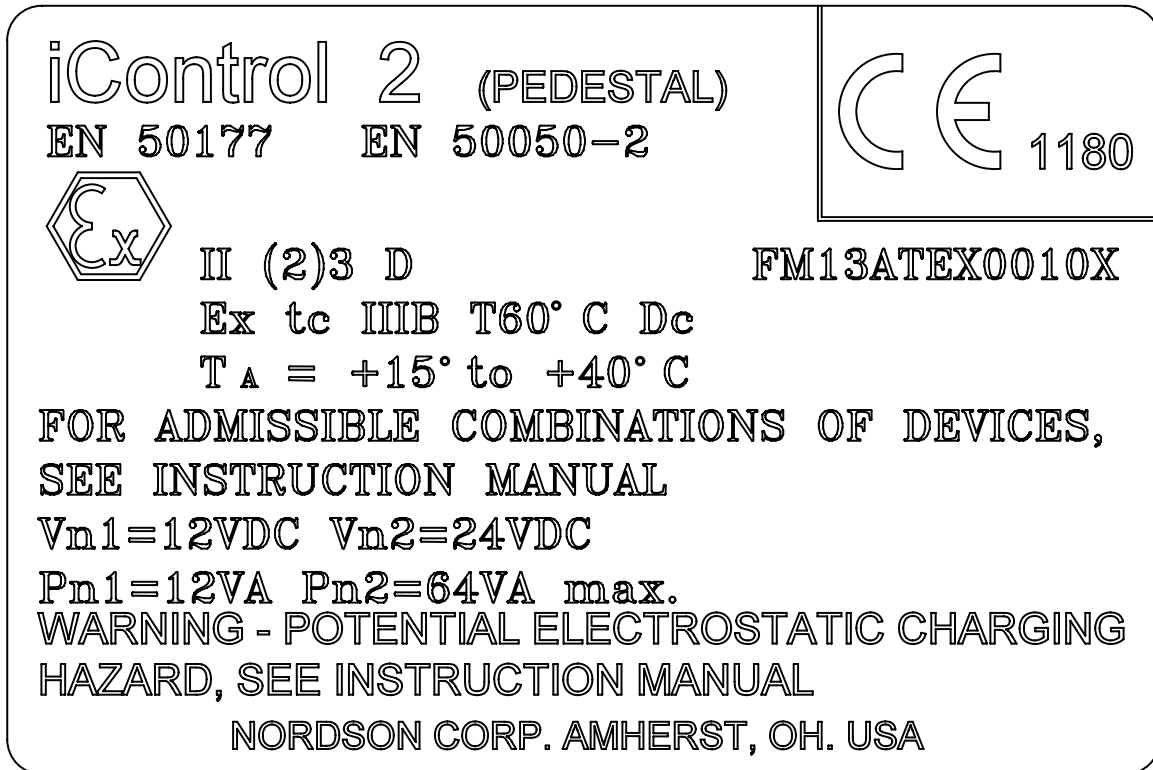 iControl 2 (PEDESTAL)
CE 1180
EN 50177 EN 50050-2
Ex
II (2)3 D FM13ATEX0010X
Ex tc IIIB T60° C Dc
TA = +15° to +40° C
FOR ADMISSIBLE COMBINATIONS OF DEVICES,
SEE INSTRUCTION MANUAL
Vn1=12VDC Vn2=24VDC
Pn1=12VA Pn2=64VA max.
WARNING - POTENTIAL ELECTROSTATIC CHARGING
HAZARD, SEE INSTRUCTION MANUAL
NORDSON CORP. AMHERST, OH. USA